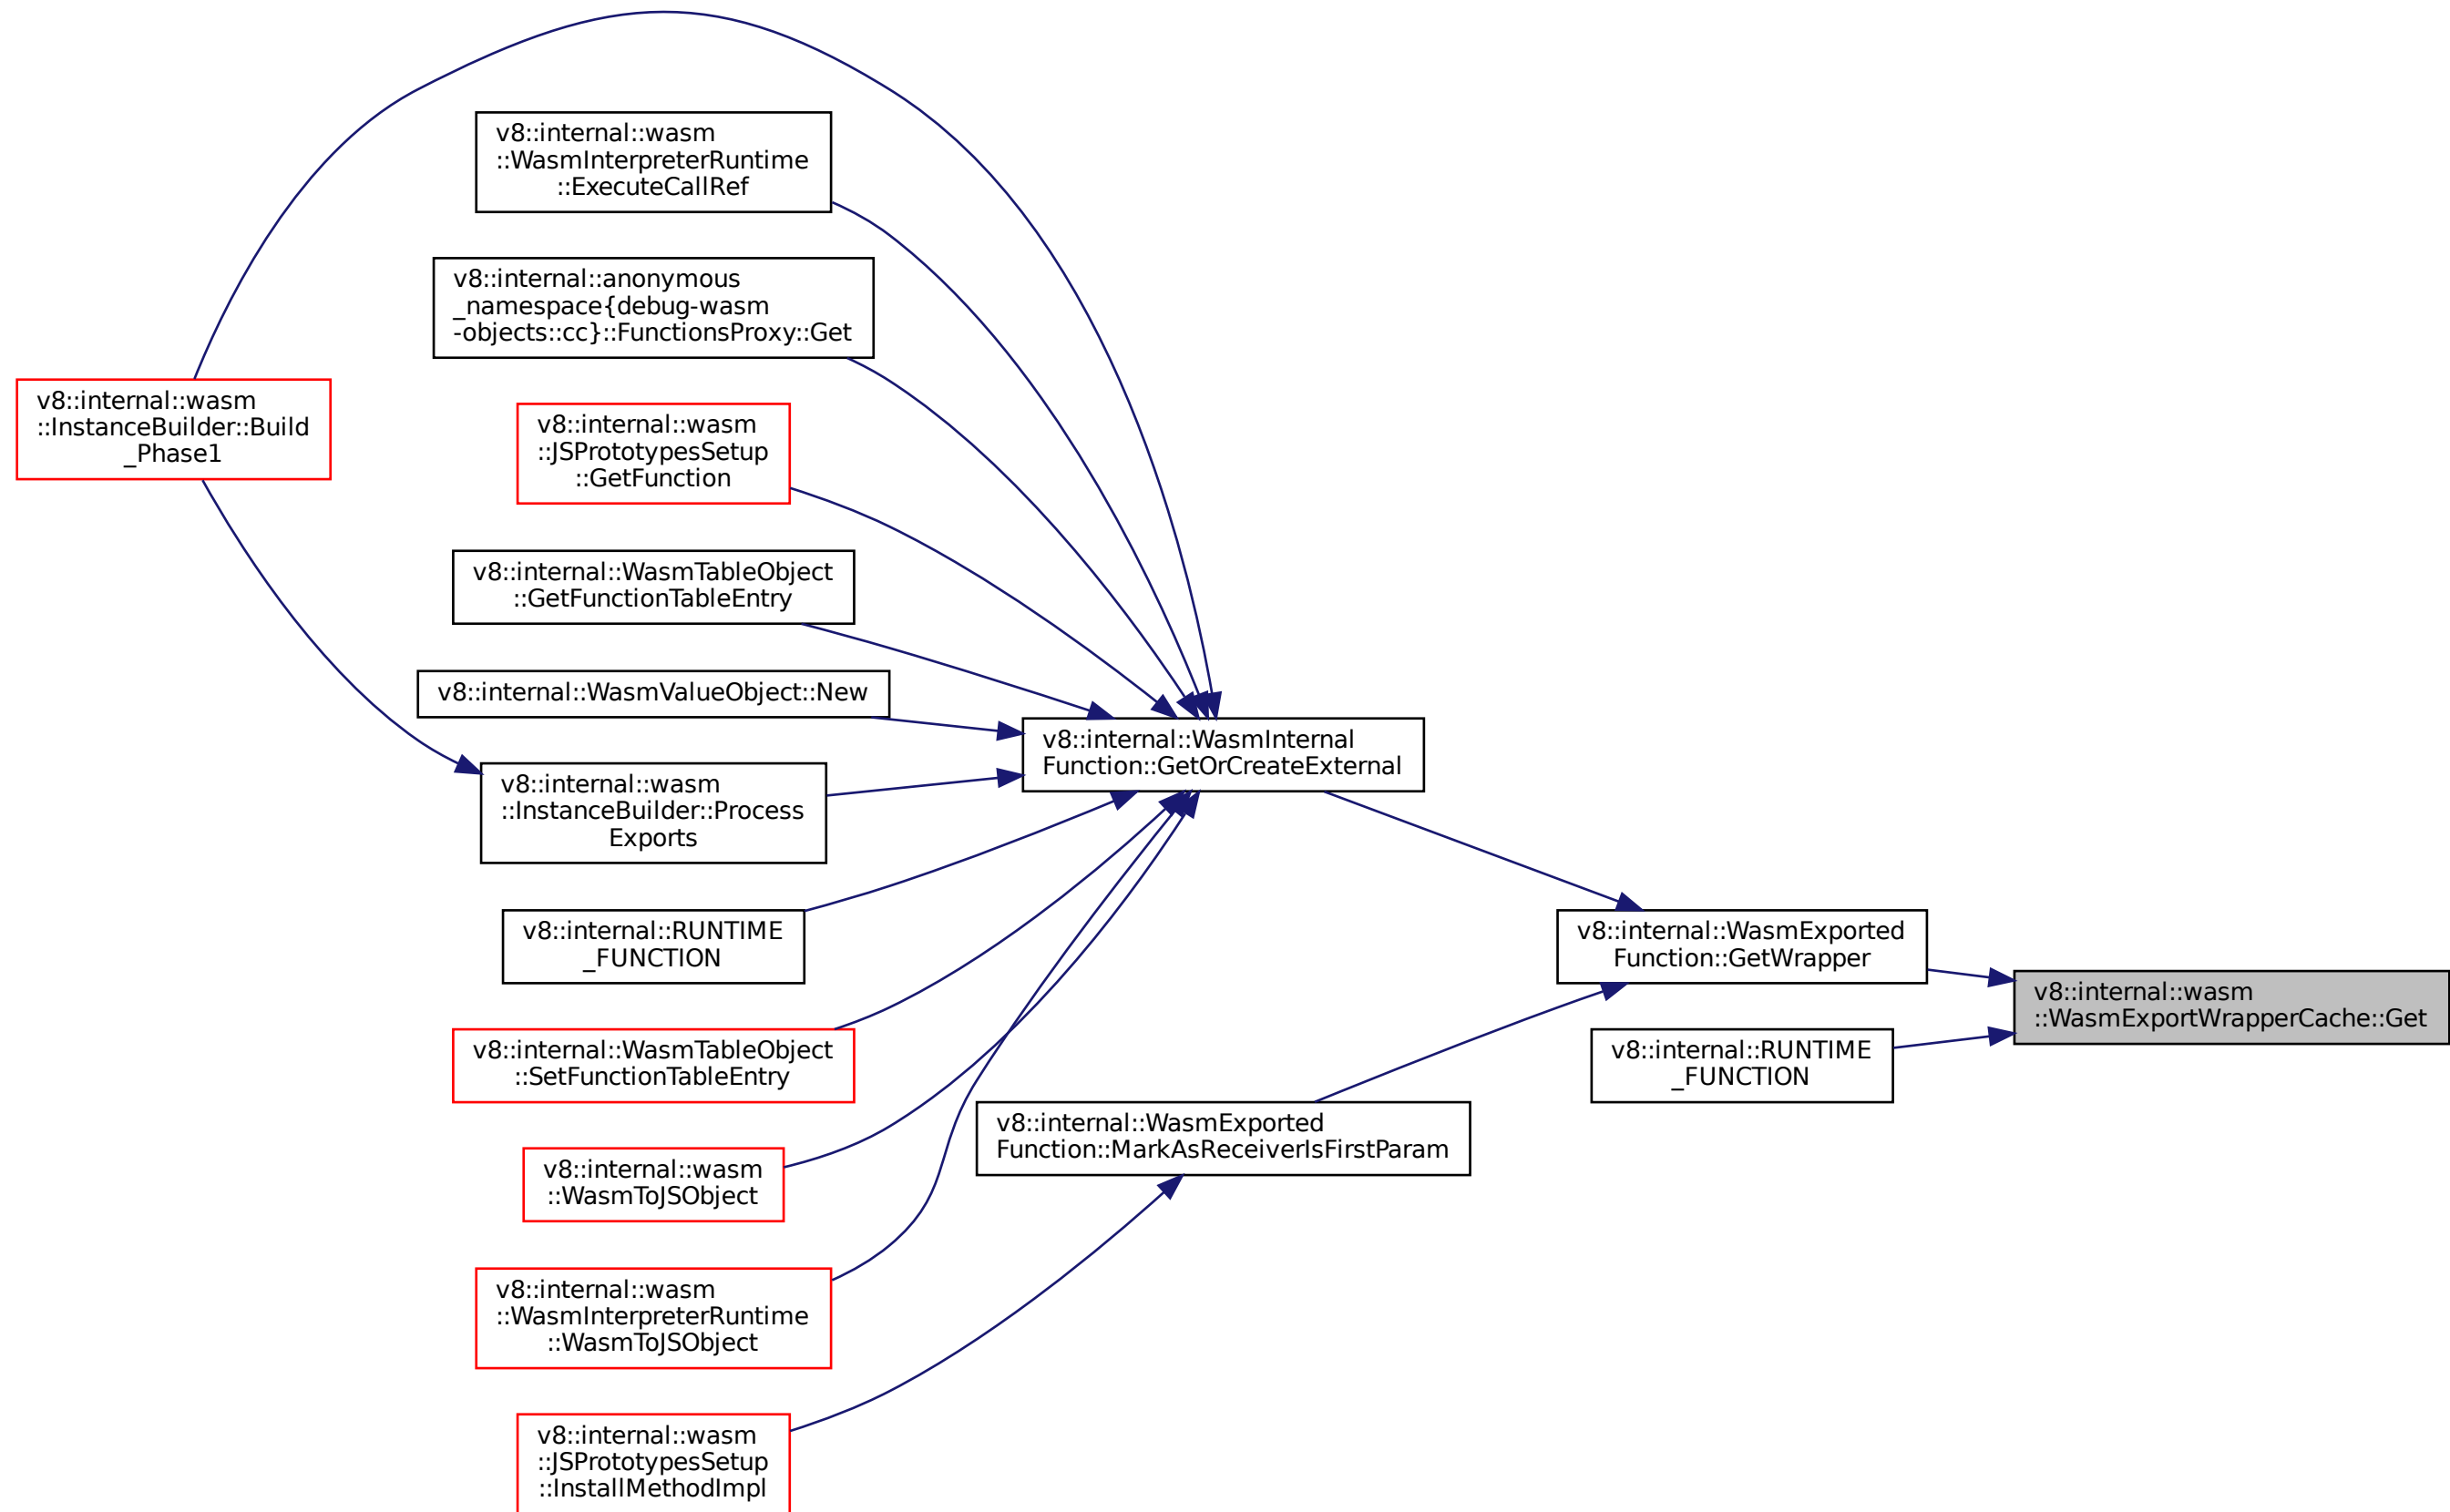 v8::internal::wasm
::WasmInterpreterRuntime
::ExecuteCallRef
v8::internal::anonymous
_namespace{debug-wasm
-objects::cc}::FunctionsProxy::Get
v8::internal::wasm
::InstanceBuilder::Build
_Phase1
v8::internal::wasm
::JSPrototypesSetup
::GetFunction
v8::internal::WasmTableObject
::GetFunctionTableEntry
v8::internal::WasmValueObject::New
v8::internal::WasmInternal
Function::GetOrCreateExternal
v8::internal::wasm
::InstanceBuilder::Process
Exports
v8::internal::RUNTIME
_FUNCTION
v8::internal::WasmExported
Function::GetWrapper
v8::internal::wasm
::WasmExportWrapperCache::Get
v8::internal::WasmTableObject
::SetFunctionTableEntry
v8::internal::RUNTIME
_FUNCTION
v8::internal::WasmExported
Function::MarkAsReceiverIsFirstParam
v8::internal::wasm
::WasmToJSObject
v8::internal::wasm
::WasmInterpreterRuntime
::WasmToJSObject
v8::internal::wasm
::JSPrototypesSetup
::InstallMethodImpl